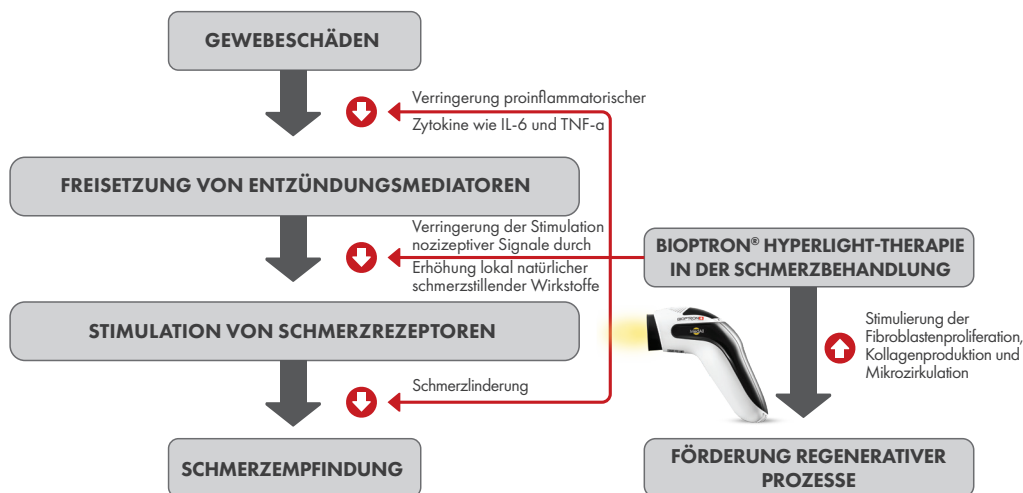 GEWEBESCHÄDEN
Verringerung proinflammatorischer
Zytokine wie IL-6 und TNF-a
FREISETZUNG VON ENTZÜNDUNGSMEDIATOREN
Verringerung der Stimulation
nozizeptiver Signale durch
Erhöhung lokal natürlicher
schmerzstillender Wirkstoffe
BIOPTRON® HYPERLIGHT-THERAPIE
IN DER SCHMERZBEHANDLUNG
STIMULATION VON SCHMERZREZEPTOREN
BIOPTRON
Stimulierung der
Fibroblastenproliferation,
Kollagenproduktion und
Mikrozirkulation
Schmerzlinderung
SCHMERZEMPFINDUNG
FÖRDERUNG REGENERATIVER
PROZESSE